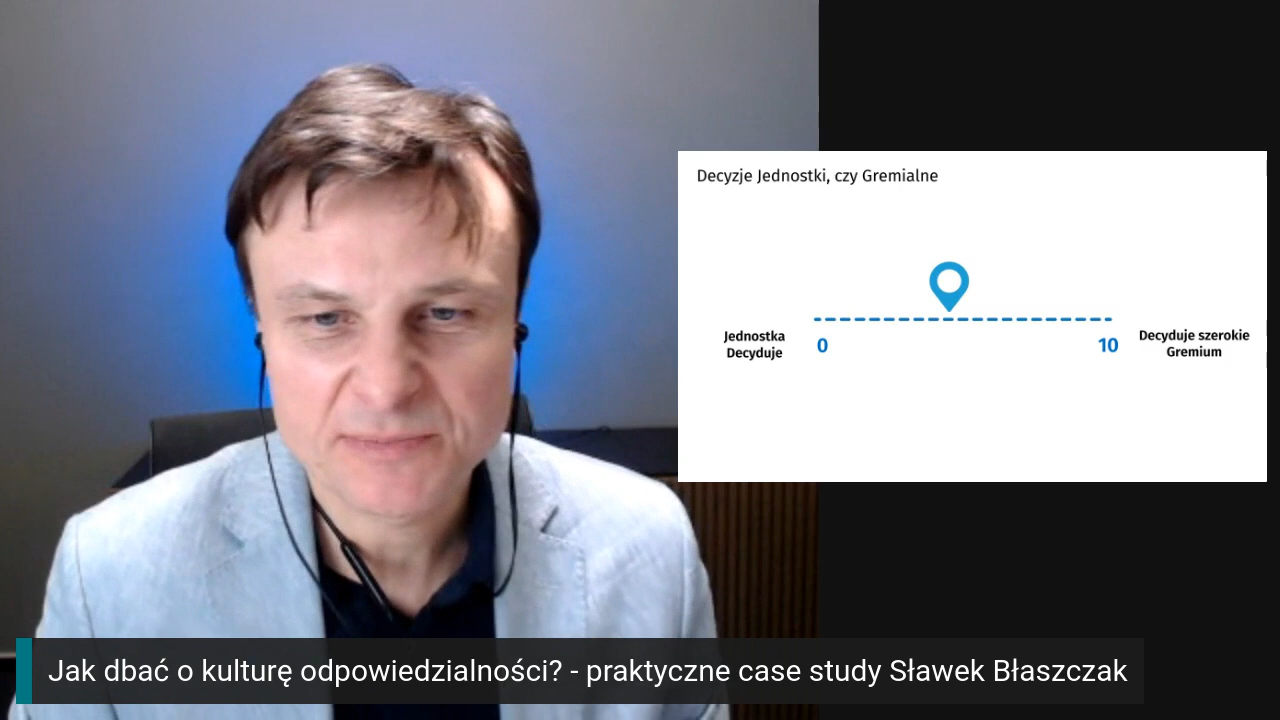 Decyzje Jednostki, czy Gremialne
Jednostka
Decyduje
0
10
Decyduje szerokie
Gremium
Jak dbać o kulturę odpowiedzialności? - praktyczne case study Sławek Błaszczak